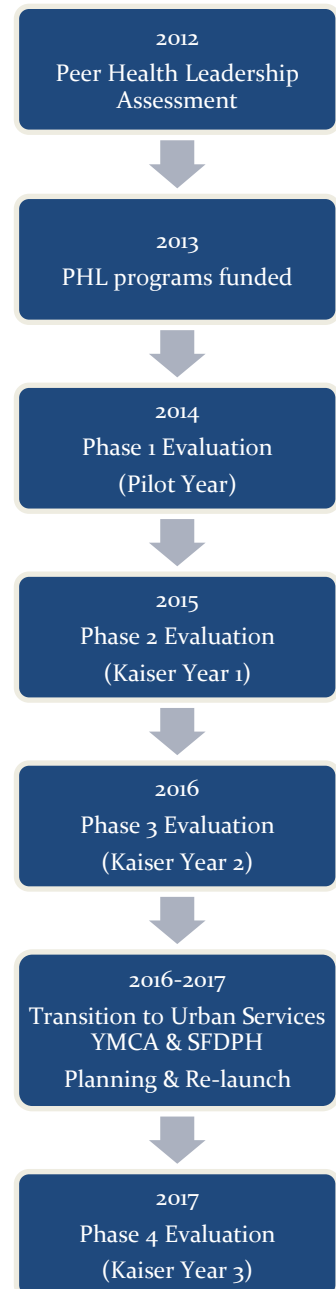 2012
Peer Health Leadership
Assessment
2013
PHL programs funded
2014
Phase 1 Evaluation
(Pilot Year)
2015
Phase 2 Evaluation
(Kaiser Year 1)
2016
Phase 3 Evaluation
(Kaiser Year 2)
2016-2017
Transition to Urban Services
YMCA & SFDPH
Planning & Re-launch
2017
Phase 4 Evaluation
(Kaiser Year 3)